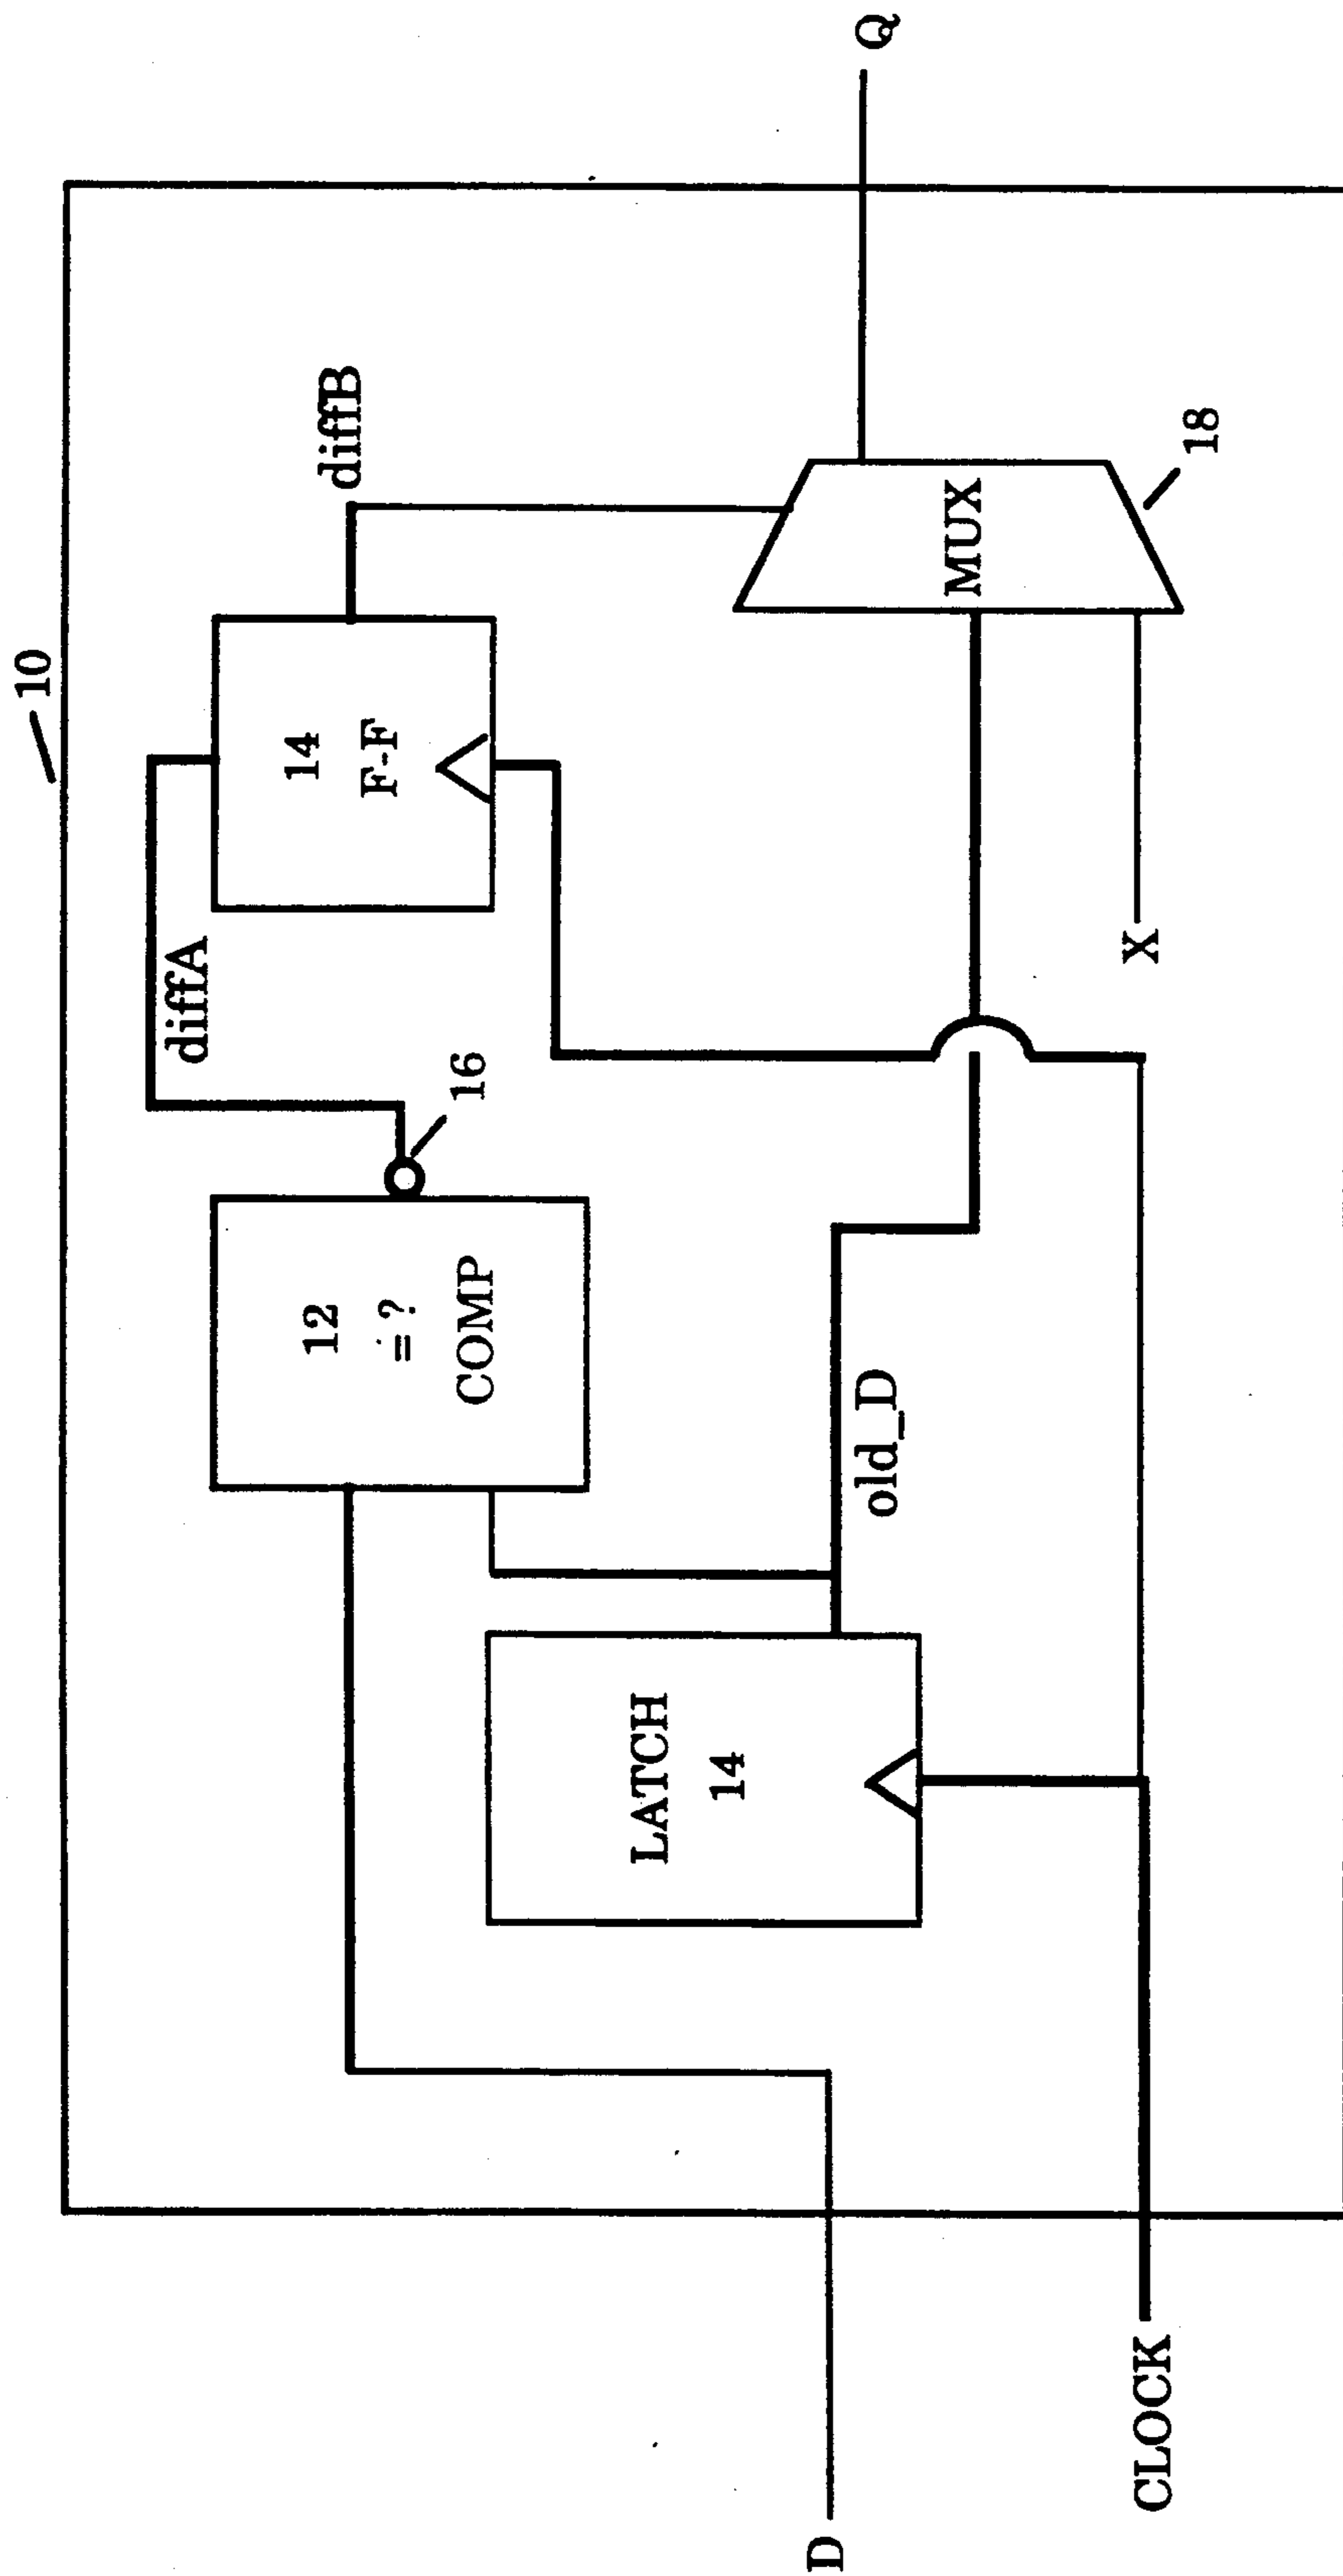 10
diffA
diffB
14
F-F
12
=?
COMP
16
LATCH
14
old_D
MUX
18
X
Q
D
CLOCK